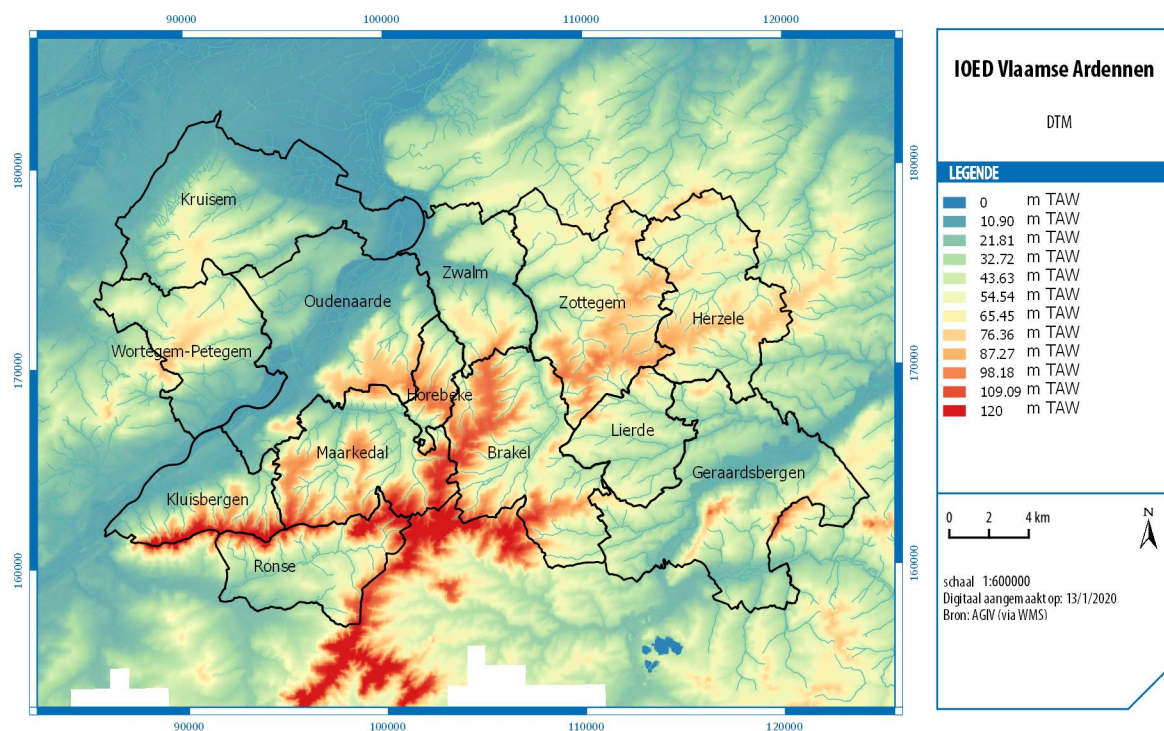 90000 100000 110000 120000
180000 180000
170000 170000
160000 160000
Kruisem
Zwalm
Oudenaarde
Zottegem
Herzele
Wortegem-Petegem
Horebeke
Lierde
Maarkedal
Brakel
Geraardsbergen
Kluisbergen
Ronse
90000 100000 110000 120000
IOED Vlaamse Ardennen
DTM
LEGENDE
0 m TAW
10.90 m TAW
21.81 m TAW
32.72 m TAW
43.63 m TAW
54.54 m TAW
65.45 m TAW
76.36 m TAW
87.27 m TAW
98.18 m TAW
109.09 m TAW
120 m TAW
0 2 4 km
N
schaal 1:600000
Digitaal aangemaakt op: 13/1/2020
Bron: AGIV (via WMS)